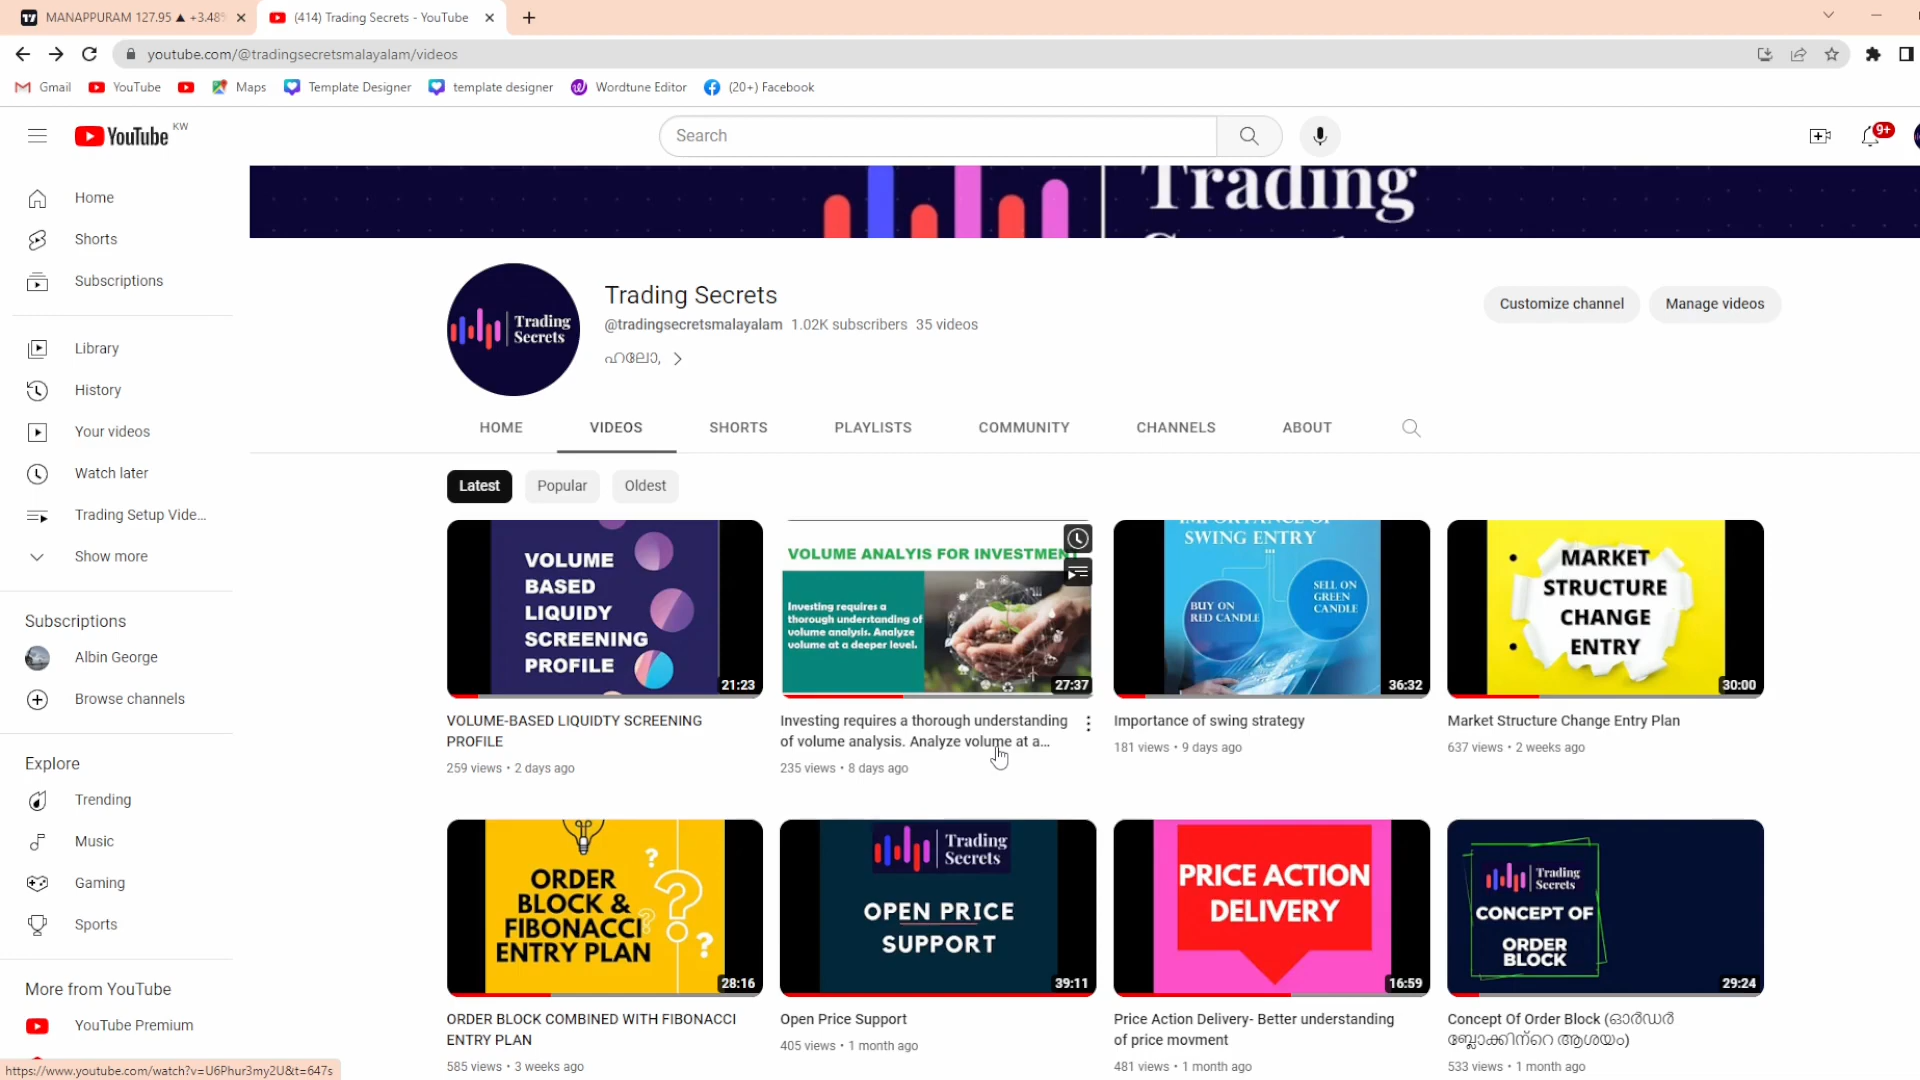 MANAPPURAM 127.95 ▲ +3.48%
(414) Trading Secrets - YouTube
youtube.com/@tradingsecretsmalayalam/videos
Gmail
YouTube
Maps
Template Designer
template designer
Wordtune Editor
(20+) Facebook
YouTube KW
Search
9+
Home
Shorts
Subscriptions
Library
History
Your videos
Watch later
Trading Setup Vide...
Show more
Subscriptions
Albin George
Browse channels
Explore
Trending
Music
Gaming
Sports
More from YouTube
YouTube Premium
https://www.youtube.com/watch?v=U6Phur3my2U&t=647s
Trading
Trading
Secrets
Trading Secrets
@tradingsecretsmalayalam 1.02K subscribers 35 videos
ഹലോ,
Customize channel
Manage videos
HOME
VIDEOS
SHORTS
PLAYLISTS
COMMUNITY
CHANNELS
ABOUT
Latest
Popular
Oldest
VOLUME
BASED
LIQUIDY
SCREENING
PROFILE
21:23
VOLUME-BASED LIQUIDTY SCREENING
PROFILE
259 views • 2 days ago
VOLUME ANALYIS FOR INVESTMENT
Investing requires a
thorough understanding of
volume analysis. Analyze
volume at a deeper level.
27:37
Investing requires a thorough understanding
of volume analysis. Analyze volume at a...
235 views • 8 days ago
IMPORTANCE OF
SWING ENTRY
BUY ON
RED CANDLE
SELL ON
GREEN
CANDLE
36:32
Importance of swing strategy
181 views • 9 days ago
MARKET
STRUCTURE
CHANGE
ENTRY
30:00
Market Structure Change Entry Plan
637 views • 2 weeks ago
ORDER
BLOCK &
FIBONACCI
ENTRY PLAN
28:16
ORDER BLOCK COMBINED WITH FIBONACCI
ENTRY PLAN
585 views • 3 weeks ago
Trading
Secrets
OPEN PRICE
SUPPORT
39:11
Open Price Support
405 views • 1 month ago
PRICE ACTION
DELIVERY
16:59
Price Action Delivery- Better understanding
of price movment
481 views • 1 month ago
Trading
Secrets
CONCEPT OF
ORDER
BLOCK
29:24
Concept Of Order Block (ഓർഡർ
ബ്ലോക്കിന്റെ ആശയം)
533 views • 1 month ago